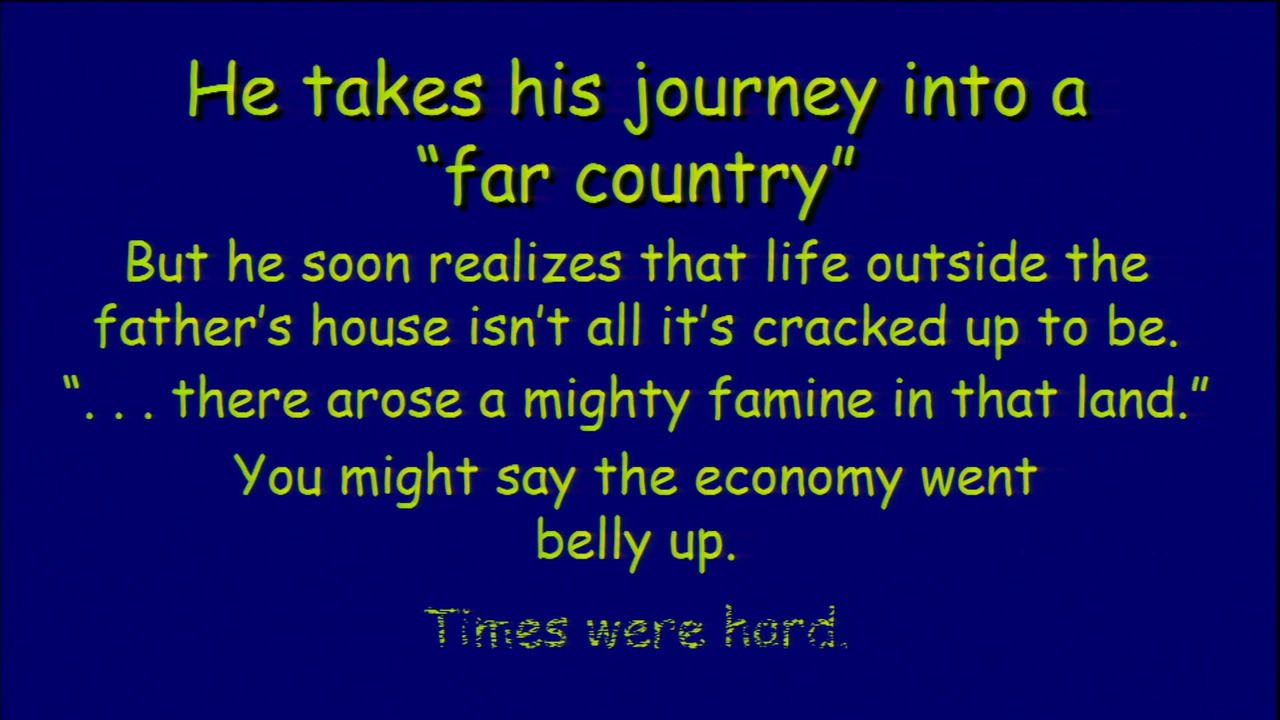 He takes his journey into a
“far country”
But he soon realizes that life outside the
father’s house isn’t all it’s cracked up to be.
“. . . there arose a mighty famine in that land.”
You might say the economy went
belly up.
Times were hard.